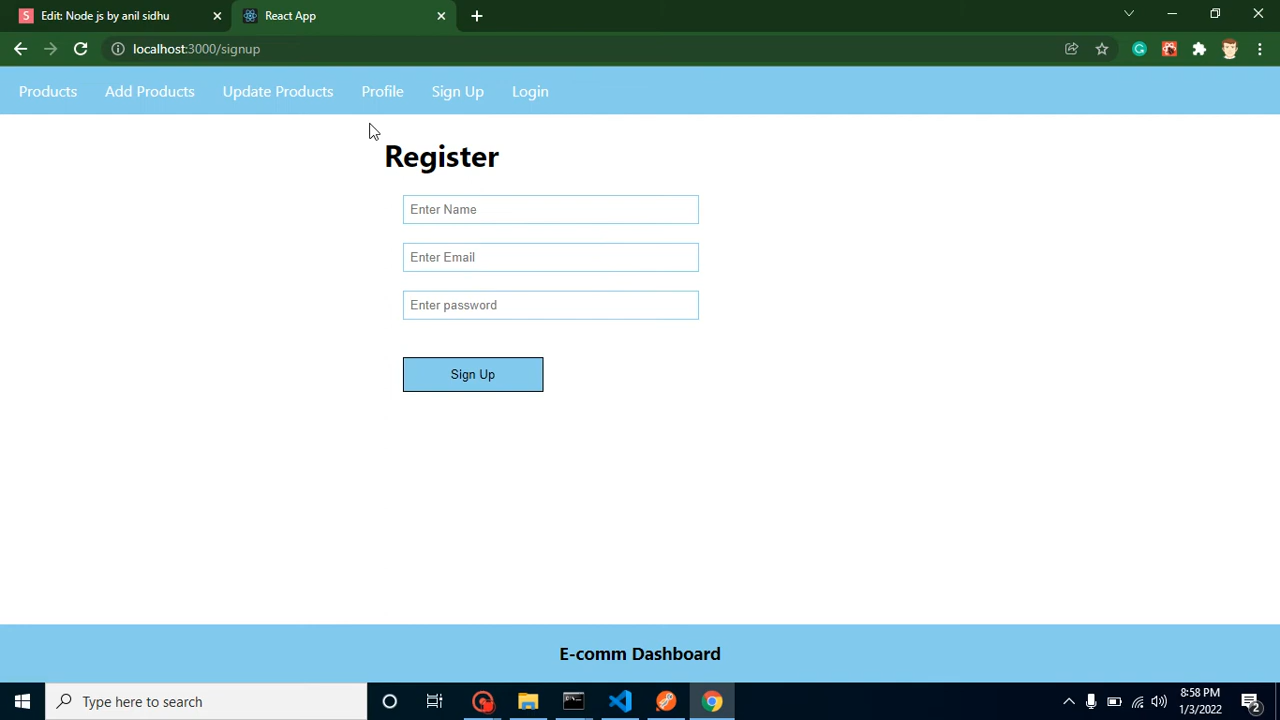 Edit: Node js by anil sidhu
React App
localhost:3000/signup
Products Add Products Update Products Profile Sign Up Login
Register
Enter Name
Enter Email
Enter password
Sign Up
E-comm Dashboard
Type here to search
8:58 PM
1/3/2022
2